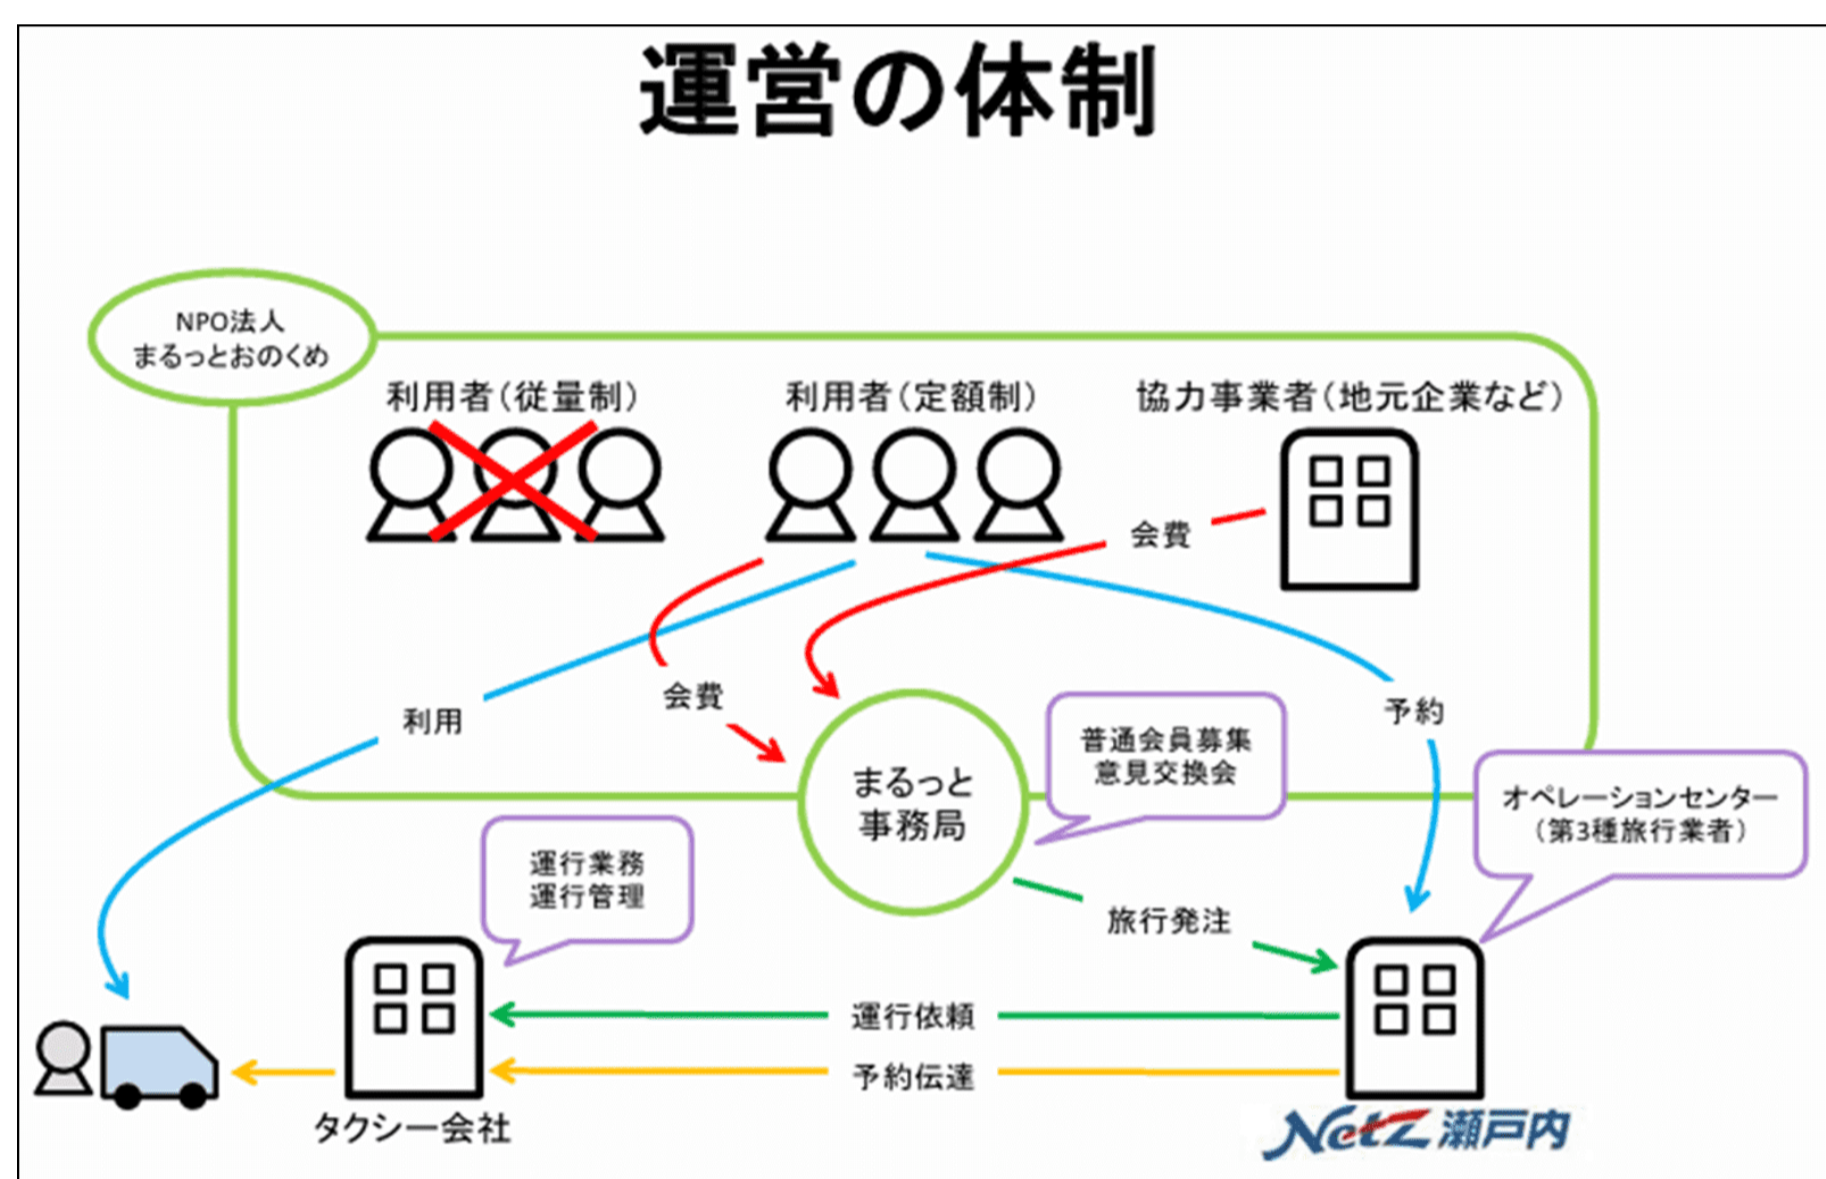 運営の体制
NPO法人
まるっとおのくめ
利用者(従量制)
利用者(定額制)
協力事業者(地元企業など)
会費
利用
会費
予約
まるっと
事務局
普通会員募集
意見交換会
オペレーションセンター
(第3種旅行業者)
運行業務
運行管理
旅行発注
運行依頼
予約伝達
タクシー会社
Netz瀬戸内